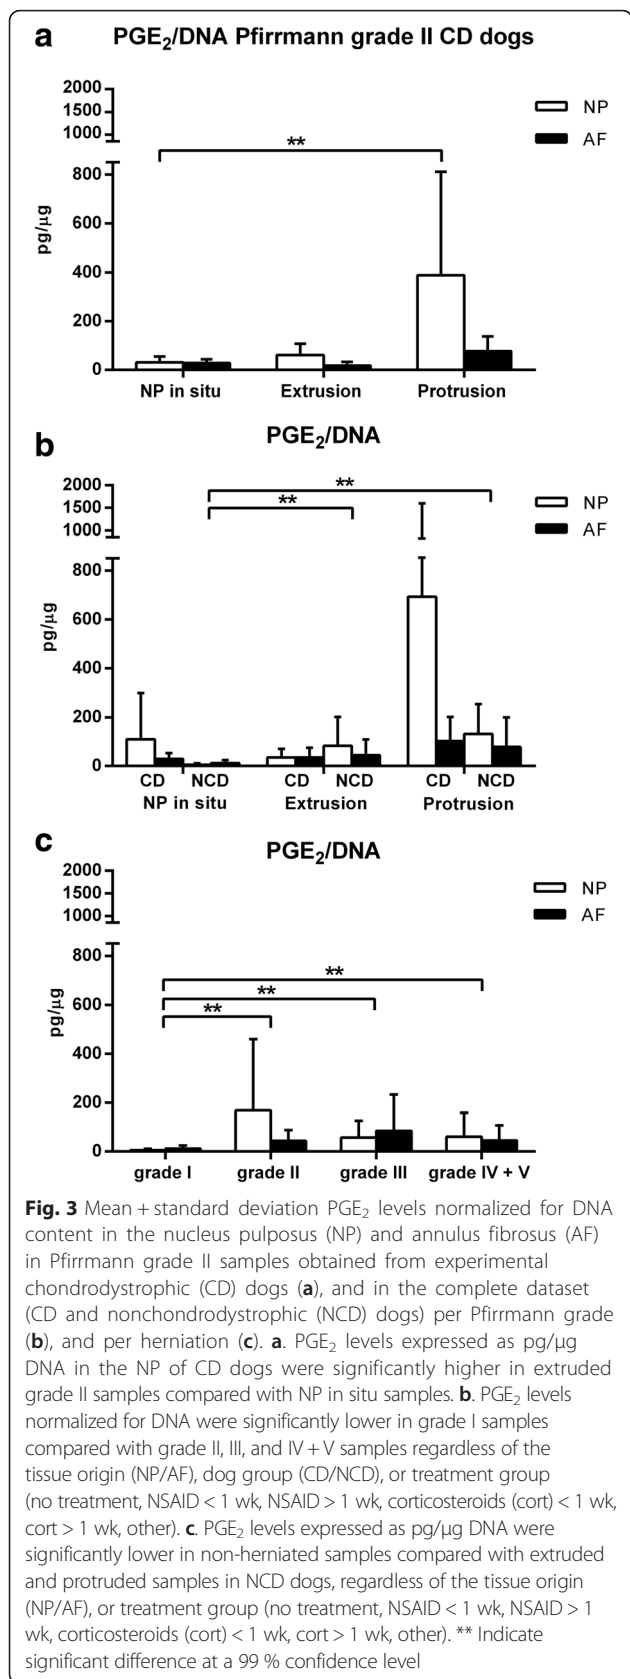 a
PGE₂/DNA Pfirrmann grade II CD dogs
2000
1500
1000
800
600
400
200
0
pg/µg
**
NP
AF
NP in situ Extrusion Protrusion
b
PGE₂/DNA
2000
1500
1000
800
600
400
200
0
pg/µg
**
**
NP
AF
CD NCD CD NCD CD NCD
NP in situ Extrusion Protrusion
c
PGE₂/DNA
2000
1500
1000
800
600
400
200
0
pg/µg
**
**
**
NP
AF
grade I grade II grade III grade IV + V
Fig. 3 Mean + standard deviation PGE₂ levels normalized for DNA
content in the nucleus pulposus (NP) and annulus fibrosus (AF)
in Pfirrmann grade II samples obtained from experimental
chondrodystrophic (CD) dogs (a), and in the complete dataset
(CD and nonchondrodystrophic (NCD) dogs) per Pfirrmann grade
(b), and per herniation (c). a. PGE₂ levels expressed as pg/µg
DNA in the NP of CD dogs were significantly higher in extruded
grade II samples compared with NP in situ samples. b. PGE₂ levels
normalized for DNA were significantly lower in grade I samples
compared with grade II, III, and IV + V samples regardless of the
tissue origin (NP/AF), dog group (CD/NCD), or treatment group
(no treatment, NSAID < 1 wk, NSAID > 1 wk, corticosteroids (cort) < 1 wk,
cort > 1 wk, other). c. PGE₂ levels expressed as pg/µg DNA were
significantly lower in non-herniated samples compared with extruded
and protruded samples in NCD dogs, regardless of the tissue origin
(NP/AF), or treatment group (no treatment, NSAID < 1 wk, NSAID > 1
wk, corticosteroids (cort) < 1 wk, cort > 1 wk, other). ** Indicate
significant difference at a 99 % confidence level